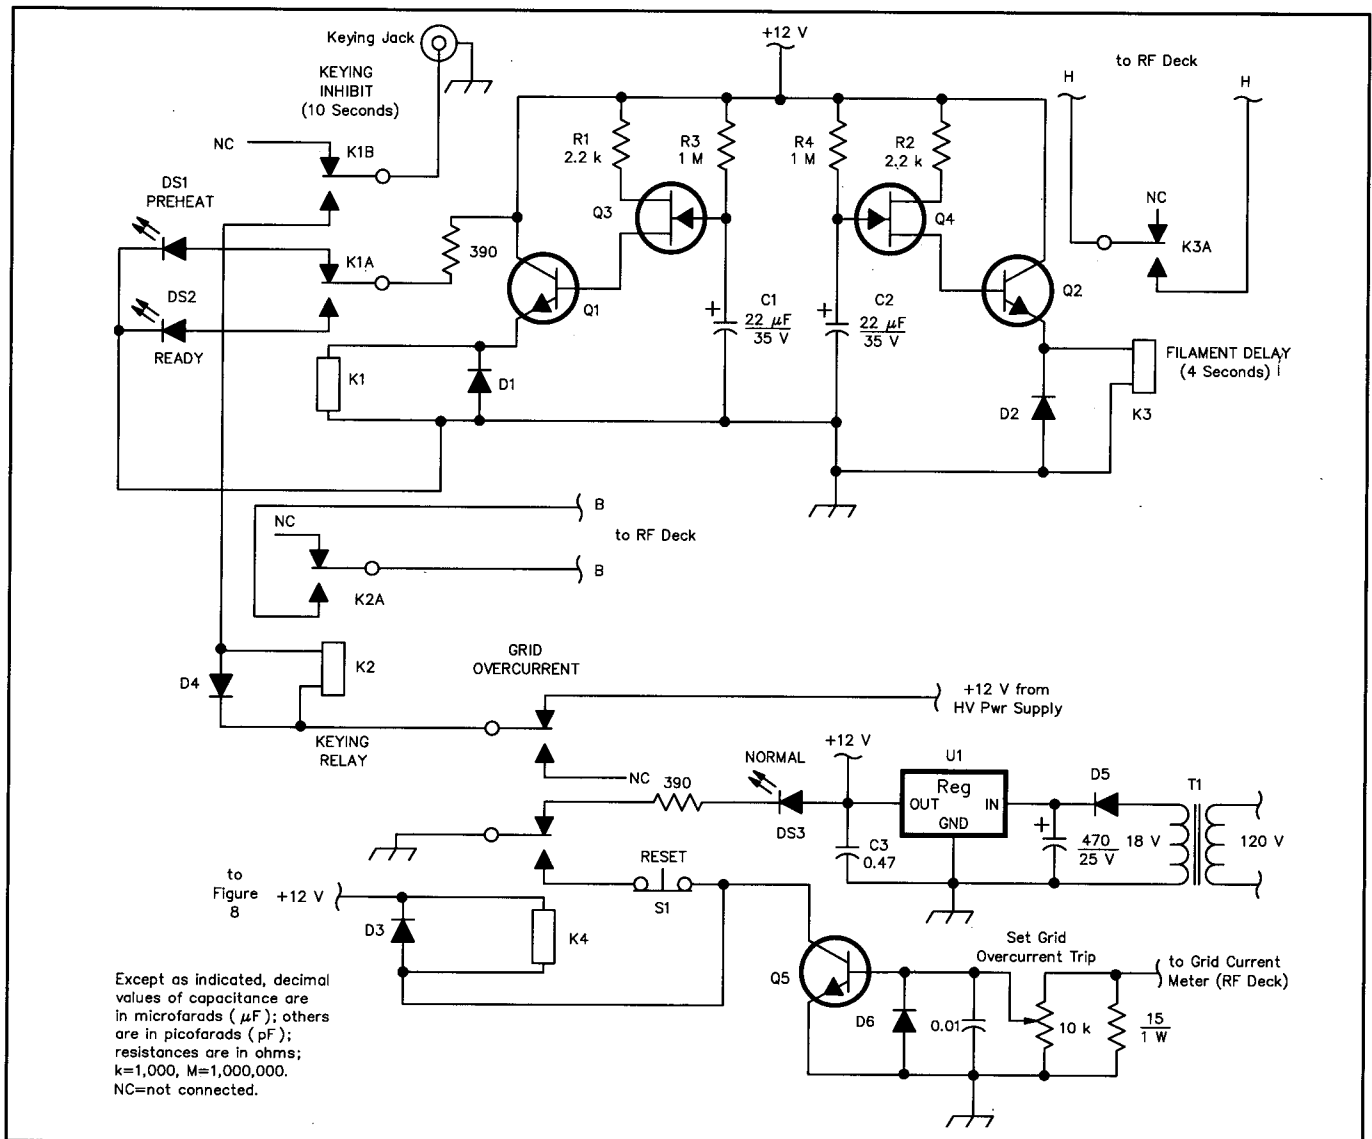 Keying Jack
KEYING
INHIBIT
(10 Seconds)
+12 V
to RF Deck
H
H
NC
K1B
R1
2.2 k
R3
1 M
R4
1 M
R2
2.2 k
DS1
PREHEAT
Q3
Q4
NC
K3A
390
K1A
DS2
READY
Q1
C1
22 µF
35 V
C2
22 µF
35 V
Q2
FILAMENT DELAY
(4 Seconds)
K1
D1
D2
K3
B
NC
to RF Deck
B
K2A
GRID
OVERCURRENT
K2
D4
KEYING
RELAY
+12 V from
HV Pwr Supply
NC
390
NORMAL
DS3
+12 V
U1
Reg
OUT
IN
GND
D5
T1
C3
0.47
470
25 V
18 V
120 V
RESET
S1
to
Figure
8
+12 V
D3
K4
Q5
Set Grid
Overcurrent Trip
to Grid Current
Meter (RF Deck)
D6
0.01
10 k
15
1 W
Except as indicated, decimal
values of capacitance are
in microfarads (µF); others
are in picofarads (pF);
resistances are in ohms;
k=1,000, M=1,000,000.
NC=not connected.